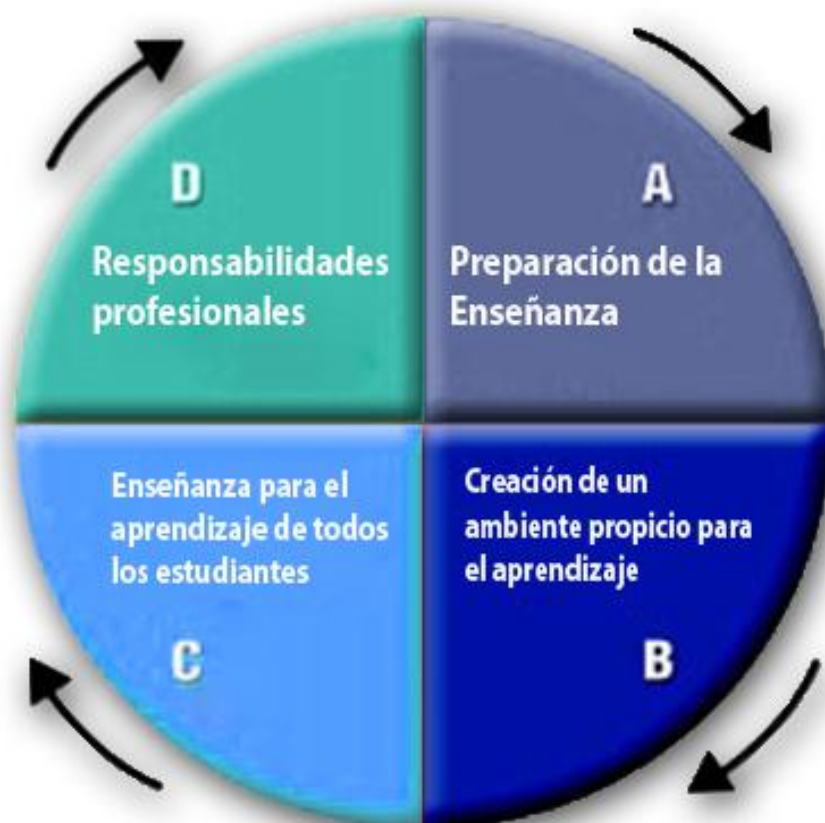 D
Responsabilidades
profesionales
A
Preparación de la
Enseñanza
Enseñanza para el
aprendizaje de todos
los estudiantes
C
Creación de un
ambiente propicio para
el aprendizaje
B